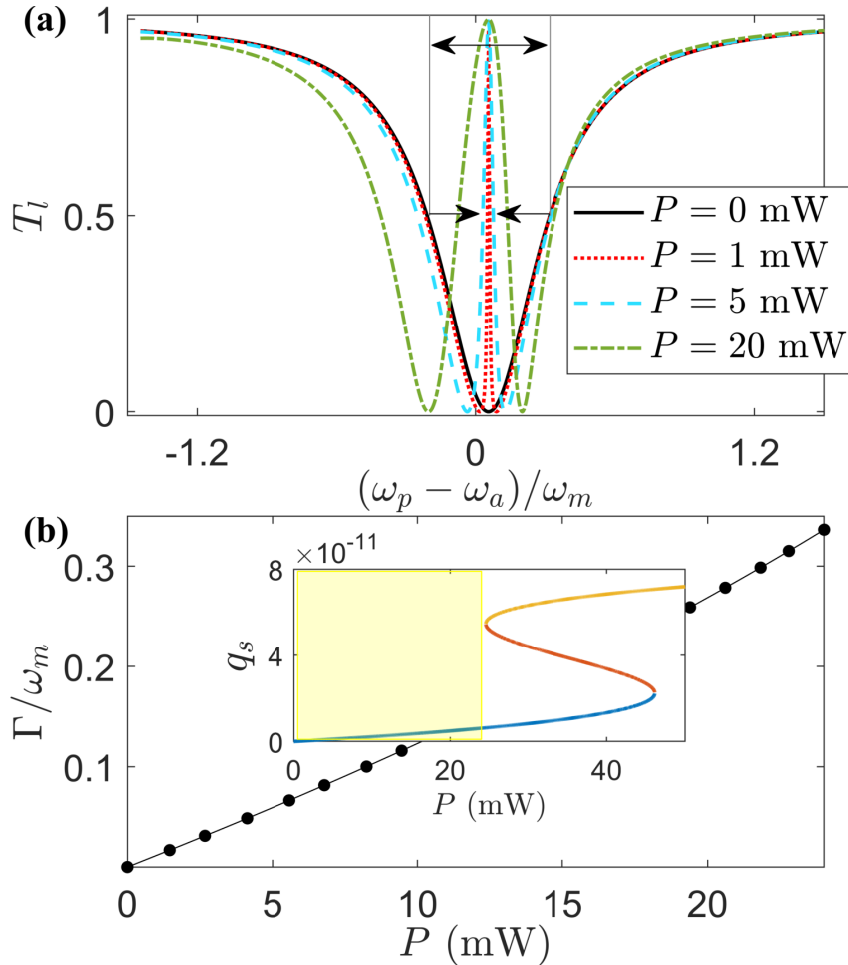 (a)
1
0.5
0
T_l
P = 0 mW
P = 1 mW
P = 5 mW
P = 20 mW
-1.2 0 1.2
(ω_p − ω_a)/ω_m
(b)
0.3
0.2
0.1
Γ/ω_m
×10^-11
8
4
0
q_s
0 20 40
P (mW)
0 5 10 15 20
P (mW)